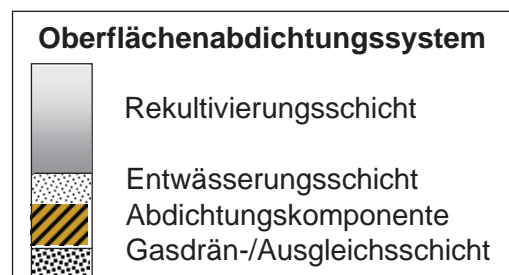 Oberflächenabdichtungssystem
Rekultivierungsschicht
Entwässerungsschicht
Abdichtungskomponente
Gasdrän-/Ausgleichsschicht